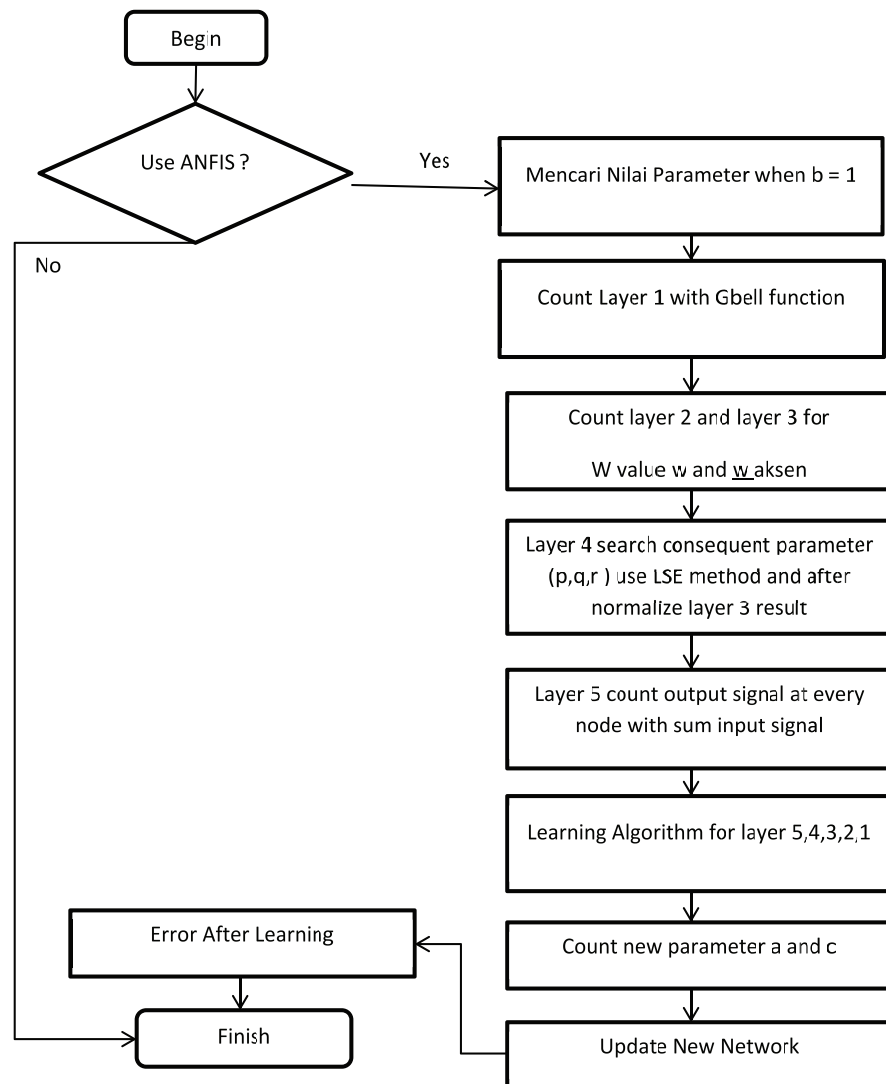 Begin
Use ANFIS ?
Yes
No
Mencari Nilai Parameter when b = 1
Count Layer 1 with Gbell function
Count layer 2 and layer 3 for
W value w and w aksen
Layer 4 search consequent parameter
(p,q,r ) use LSE method and after
normalize layer 3 result
Layer 5 count output signal at every
node with sum input signal
Learning Algorithm for layer 5,4,3,2,1
Count new parameter a and c
Update New Network
Error After Learning
Finish